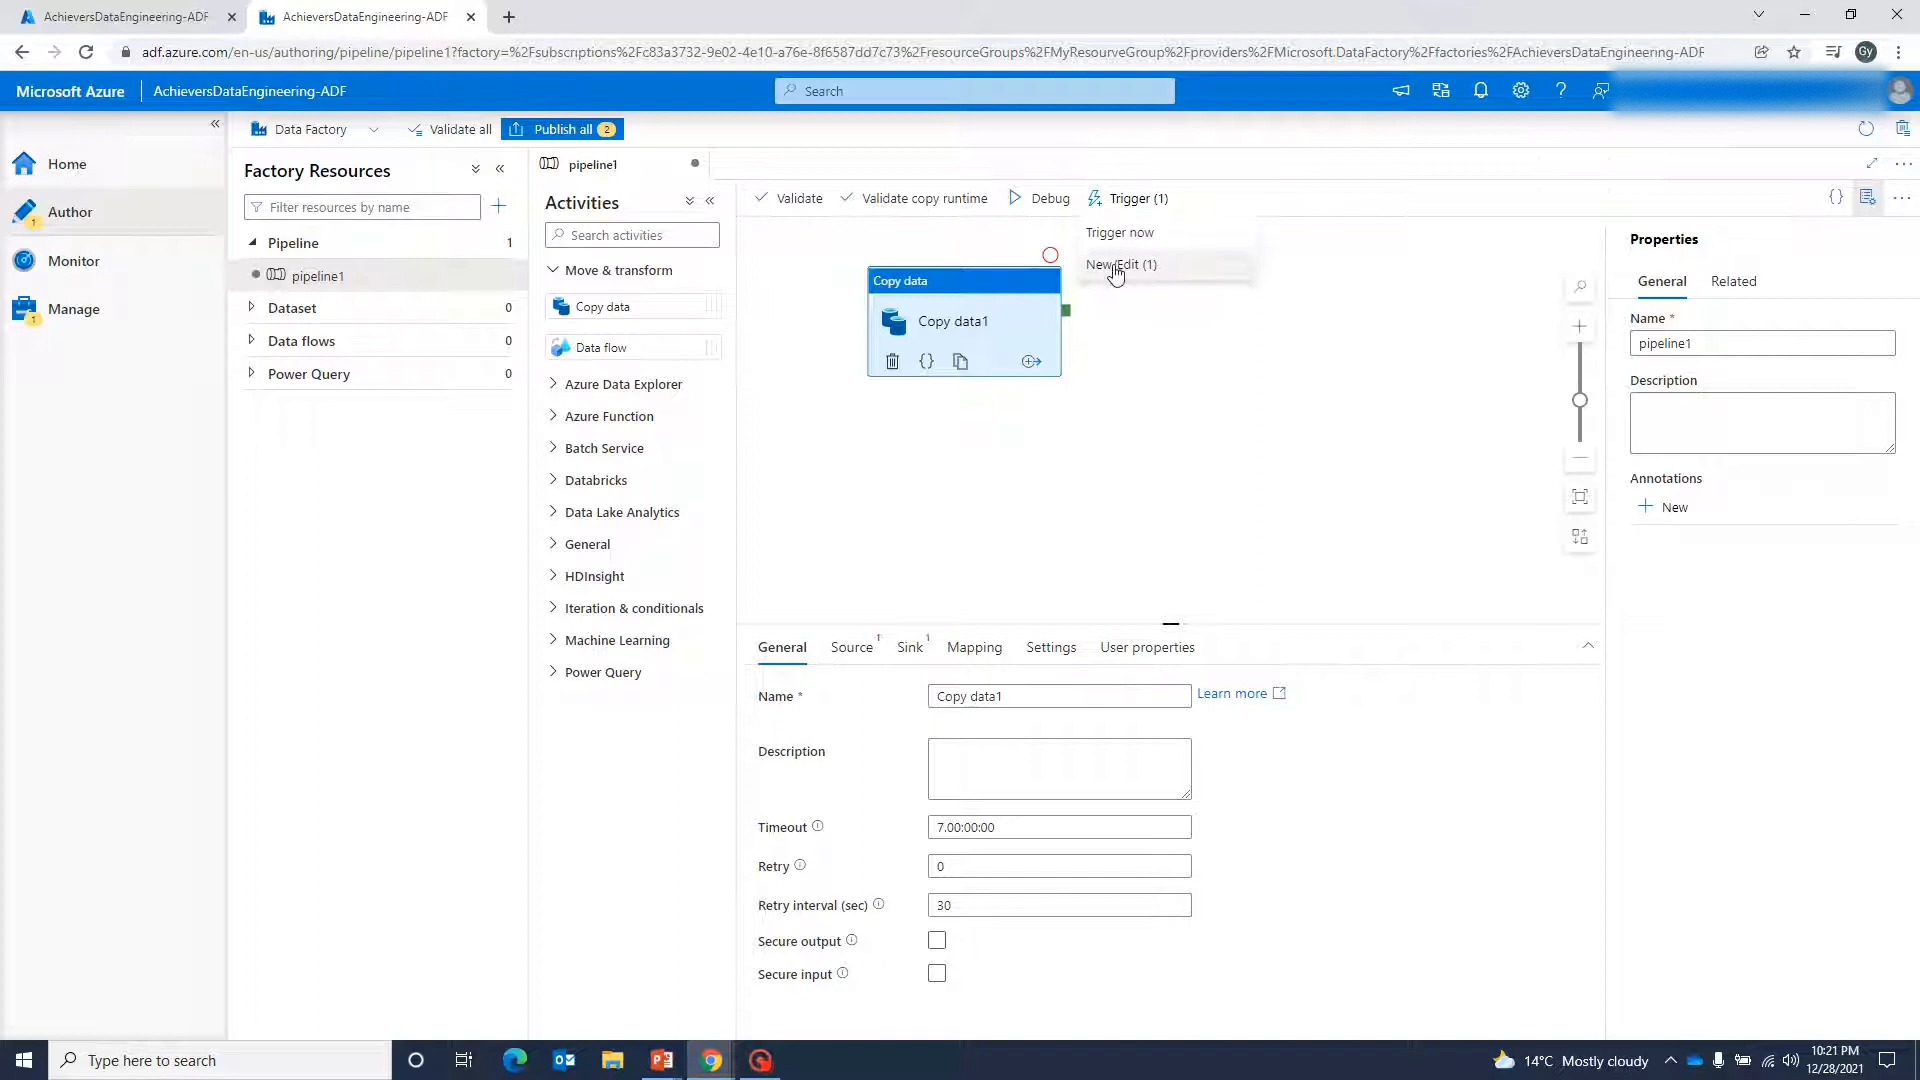 AchieversDataEngineering-ADF
AchieversDataEngineering-ADF
adf.azure.com/en-us/authoring/pipeline/pipeline1?factory=%2Fsubscriptions%2Fc83a3732-9e02-4e10-a76e-8f6587dd7c73%2FresourceGroups%2FMyResourveGroup%2Fproviders%2FMicrosoft.DataFactory%2Ffactories%2FAchieversDataEngineering-ADF
Gy
Microsoft Azure
AchieversDataEngineering-ADF
Search
Data Factory
Validate all
Publish all 2
Home
Author
1
Monitor
Manage
1
Factory Resources
Filter resources by name
Pipeline 1
pipeline1
Dataset 0
Data flows 0
Power Query 0
pipeline1
Activities
Search activities
Move & transform
Copy data
Data flow
Azure Data Explorer
Azure Function
Batch Service
Databricks
Data Lake Analytics
General
HDInsight
Iteration & conditionals
Machine Learning
Power Query
Validate
Validate copy runtime
Debug
Trigger (1)
Trigger now
New/Edit (1)
Copy data
Copy data1
General
Source 1
Sink 1
Mapping
Settings
User properties
Name *
Copy data1
Learn more
Description
Timeout
7.00:00:00
Retry
0
Retry interval (sec)
30
Secure output
Secure input
Properties
General
Related
Name *
pipeline1
Description
Annotations
New
Type here to search
14°C Mostly cloudy
10:21 PM
12/28/2021